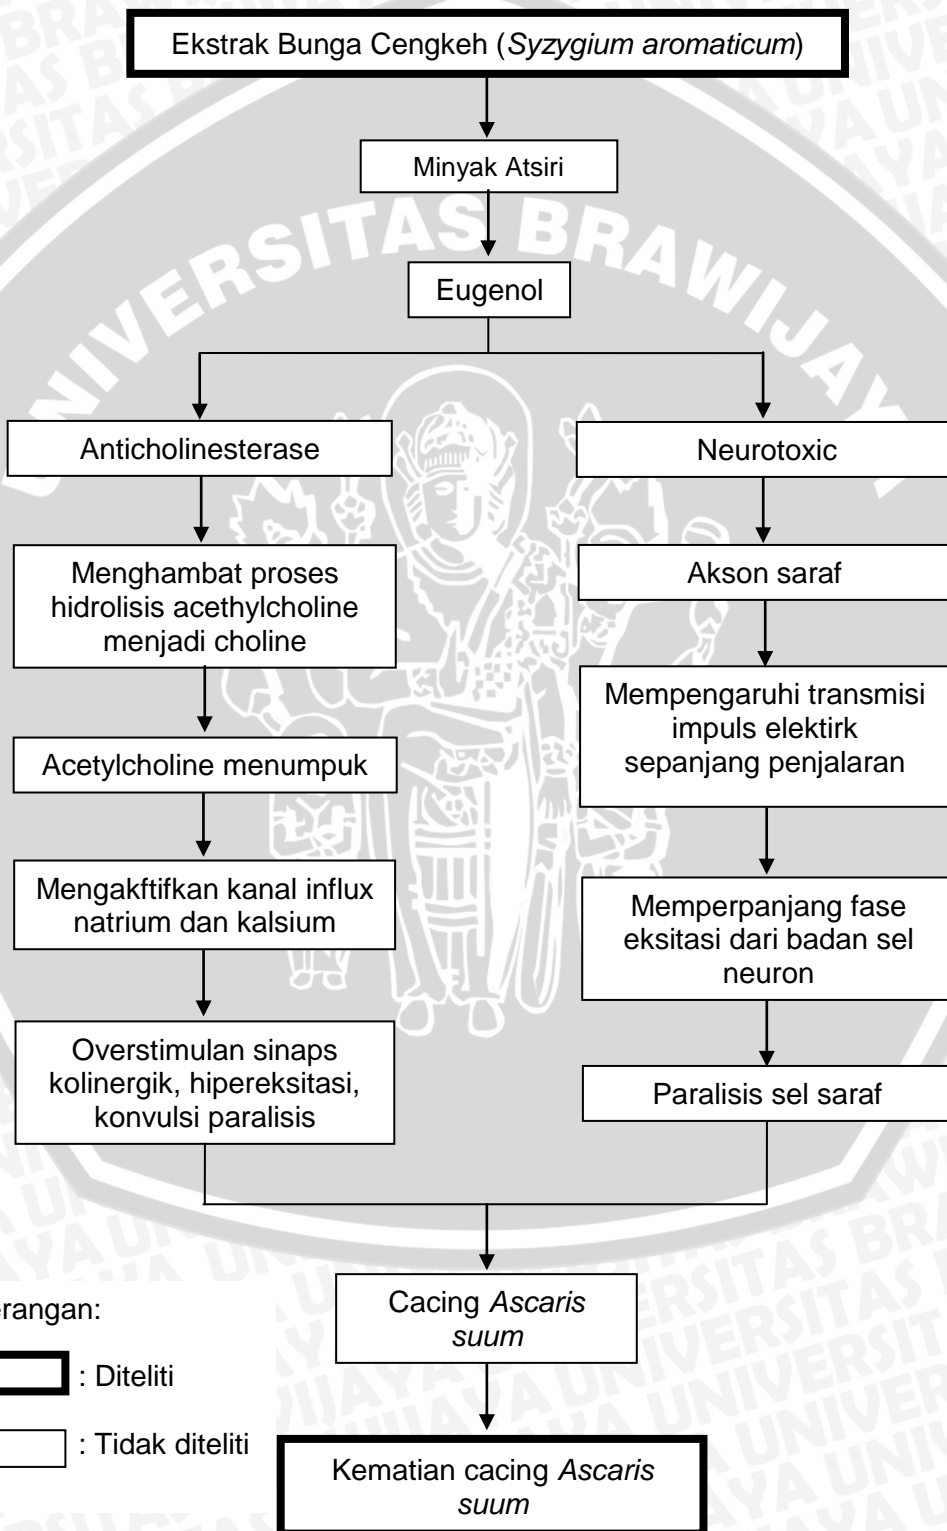 Ekstrak Bunga Cengkeh (Syzygium aromaticum)
Minyak Atsiri
UNIVERSITAS BRAWIJAYA
Eugenol
Anticholinesterase
Neurotoxic
Menghambat proses
hidrolisis acethylcholine
menjadi choline
Akson saraf
Acetylcholine menumpuk
Mempengaruhi transmisi
impuls elektirk
sepanjang penjalaran
Mengakftifkan kanal influx
natrium dan kalsium
Memperpanjang fase
eksitasi dari badan sel
neuron
Overstimulan sinaps
kolinergik, hipereksitasi,
konvulsi paralisis
Paralisis sel saraf
Cacing Ascaris
suum
erangan:
: Diteliti
: Tidak diteliti
Kematian cacing Ascaris
suum